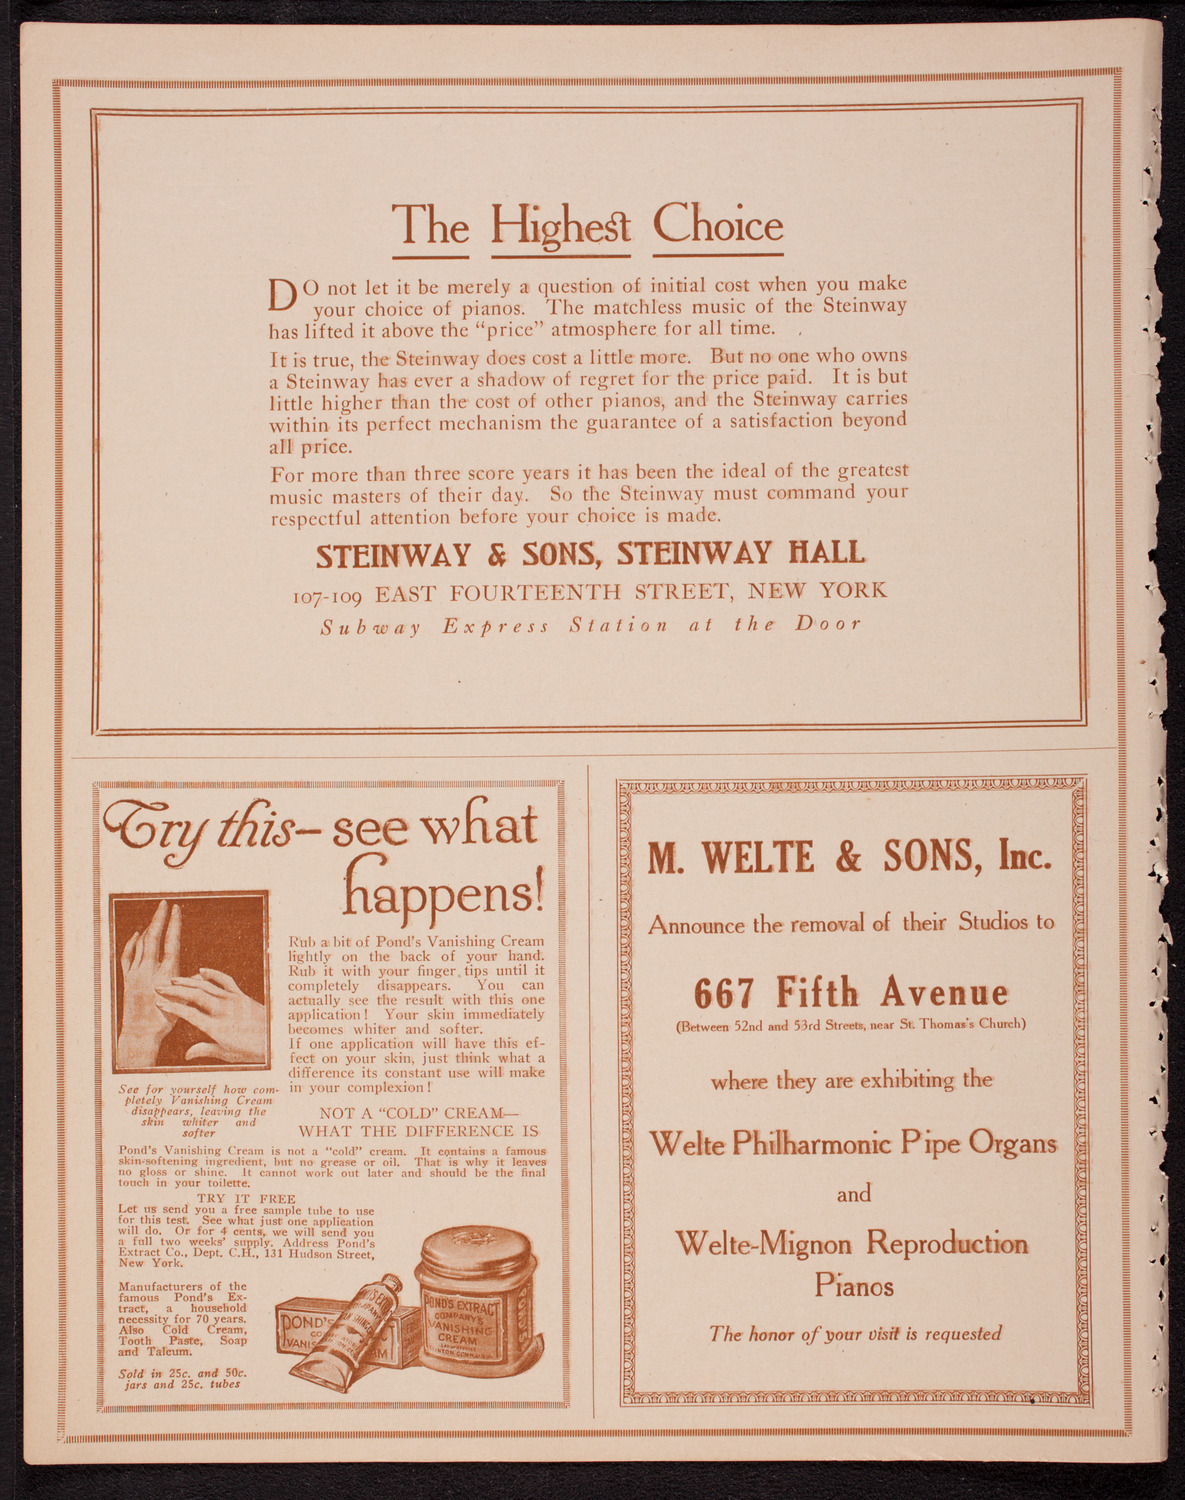 The Highest Choice
DO not let it be merely a question of initial cost when you make
your choice of pianos. The matchless music of the Steinway
has lifted it above the "price" atmosphere for all time.
It is true, the Steinway does cost a little more. But no one who owns
a Steinway has ever a shadow of regret for the price paid. It is but
little higher than the cost of other pianos, and the Steinway carries
within its perfect mechanism the guarantee of a satisfaction beyond
all price.
For more than three score years it has been the ideal of the greatest
music masters of their day. So the Steinway must command your
respectful attention before your choice is made.
STEINWAY & SONS, STEINWAY HALL
107-109 EAST FOURTEENTH STREET, NEW YORK
Subway Express Station at the Door
Try this—see what
happens!
Rub a bit of Pond's Vanishing Cream
lightly on the back of your hand.
Rub it with your finger tips until it
completely disappears. You can
actually see the result with this one
application! Your skin immediately
becomes whiter and softer.
If one application will have this ef-
fect on your skin, just think what a
difference its constant use will make
in your complexion!
See for yourself how com-
pletely Vanishing Cream
disappears, leaving the
skin whiter and
softer
NOT A "COLD" CREAM—
WHAT THE DIFFERENCE IS
Pond's Vanishing Cream is not a "cold" cream. It contains a famous
skin-softening ingredient, but no grease or oil. That is why it leaves
no gloss or shine. It cannot work out later and should be the final
touch in your toilette.
TRY IT FREE
Let us send you a free sample tube to use
for this test. See what just one application
will do. Or for 4 cents, we will send you
a full two weeks' supply. Address Pond's
Extract Co., Dept. C.H., 131 Hudson Street,
New York.
Manufacturers of the
famous Pond's Ex-
tract, a household
necessity for 70 years.
Also Cold Cream,
Tooth Paste, Soap
and Talcum.
Sold in 25c. and 50c.
jars and 25c. tubes
POND'S
VANIS
POND'S EXTRACT
COMPANY'S
VANISHING
CREAM
M. WELTE & SONS, Inc.
Announce the removal of their Studios to
667 Fifth Avenue
(Between 52nd and 53rd Streets, near St. Thomas's Church)
where they are exhibiting the
Welte Philharmonic Pipe Organs
and
Welte-Mignon Reproduction
Pianos
The honor of your visit is requested